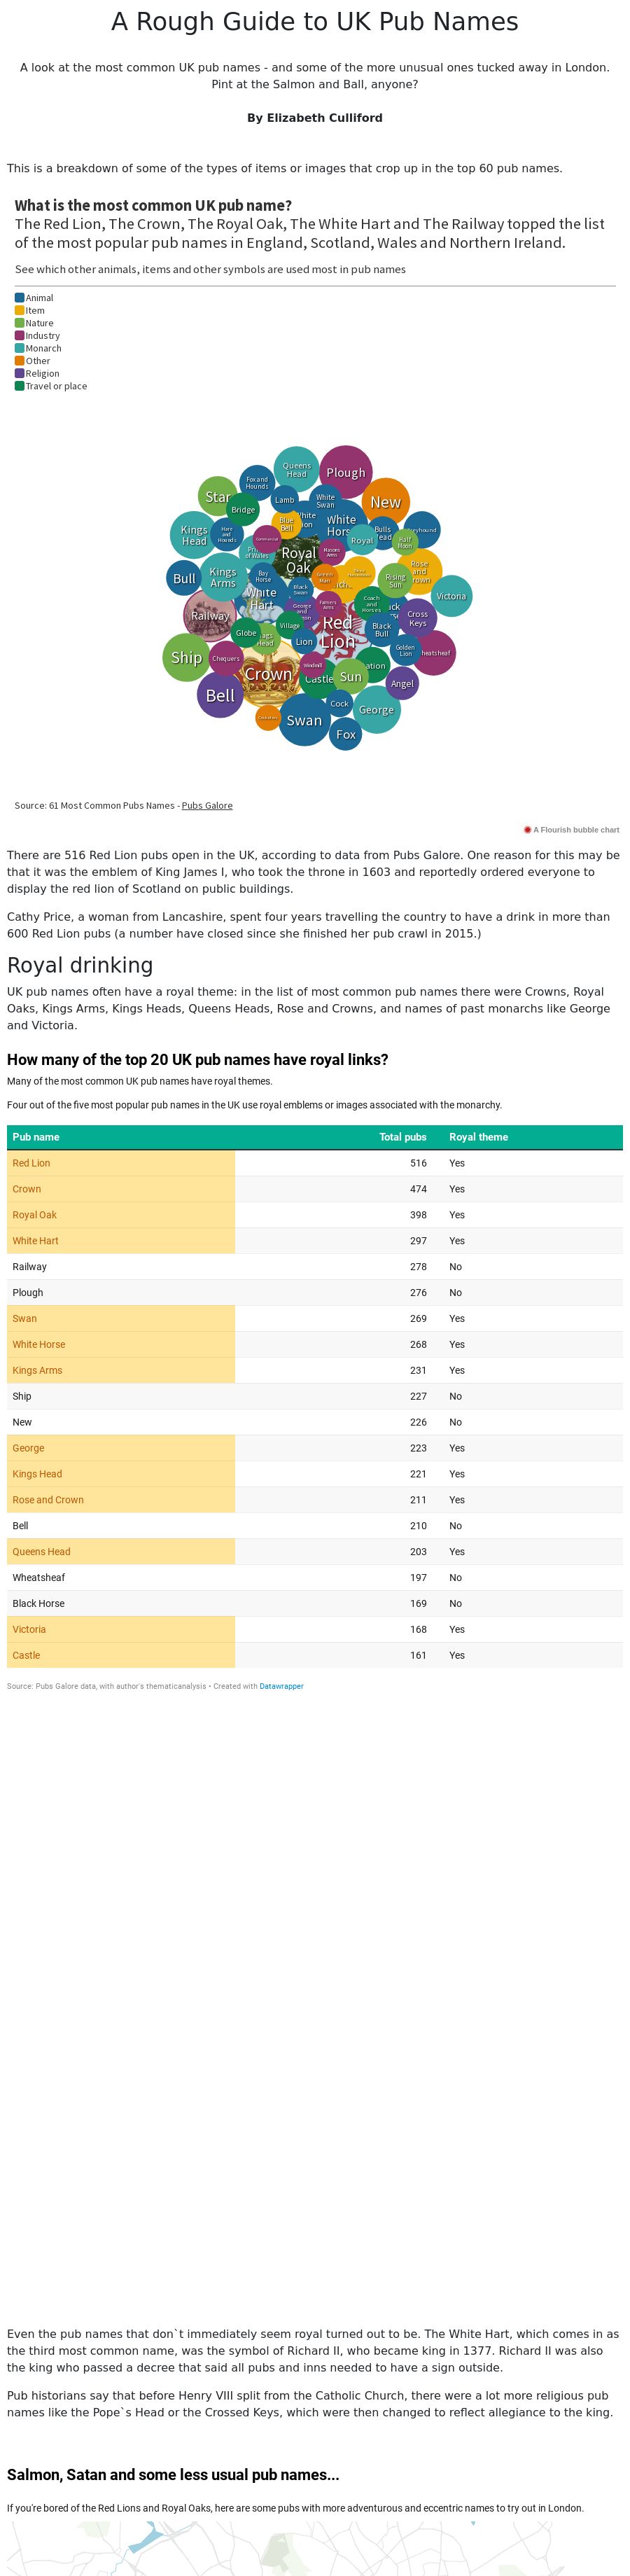 A Rough Guide to UK Pub Names
A look at the most common UK pub names - and some of the more unusual ones tucked away in London.
Pint at the Salmon and Ball, anyone?
By Elizabeth Culliford
This is a breakdown of some of the types of items or images that crop up in the top 60 pub names.
What is the most common UK pub name?
The Red Lion, The Crown, The Royal Oak, The White Hart and The Railway topped the list
of the most popular pub names in England, Scotland, Wales and Northern Ireland.
See which other animals, items and other symbols are used most in pub names
Animal
Item
Nature
Industry
Monarch
Other
Religion
Travel or place
Queens
Head
Plough
Fox and
Hounds
Star
Lamb
White
Swan
New
Bridge
Blue
Bell
White
Kings
Head
Hare
and
Hounds
Bulls
Royal
Half
Moon
Royal
Oak
Masons
Arms
Bull
Kings
Arms
Bay
Horse
Rising
Sun
Rose
and
Victoria
White
Hart
Black
Swan
George
and
Farmers
Arms
Coach
and
Horses
Railway
Cross
Keys
Globe
Village
Lion
Red
Lion
Black
Bull
Golden
Lion
Ship
Chequers
Head
Windmill
Crown
Castle
Sun
Angel
Bell
Swan
Cock
George
Fox
Source: 61 Most Common Pubs Names - Pubs Galore
A Flourish bubble chart
There are 516 Red Lion pubs open in the UK, according to data from Pubs Galore. One reason for this may be
that it was the emblem of King James I, who took the throne in 1603 and reportedly ordered everyone to
display the red lion of Scotland on public buildings.
Cathy Price, a woman from Lancashire, spent four years travelling the country to have a drink in more than
600 Red Lion pubs (a number have closed since she finished her pub crawl in 2015.)
Royal drinking
UK pub names often have a royal theme: in the list of most common pub names there were Crowns, Royal
Oaks, Kings Arms, Kings Heads, Queens Heads, Rose and Crowns, and names of past monarchs like George
and Victoria.
How many of the top 20 UK pub names have royal links?
Many of the most common UK pub names have royal themes.
Four out of the five most popular pub names in the UK use royal emblems or images associated with the monarchy.
Pub name Total pubs Royal theme
Red Lion 516 Yes
Crown 474 Yes
Royal Oak 398 Yes
White Hart 297 Yes
Railway 278 No
Plough 276 No
Swan 269 Yes
White Horse 268 Yes
Kings Arms 231 Yes
Ship 227 No
New 226 No
George 223 Yes
Kings Head 221 Yes
Rose and Crown 211 Yes
Bell 210 No
Queens Head 203 Yes
Wheatsheaf 197 No
Black Horse 169 No
Victoria 168 Yes
Castle 161 Yes
Source: Pubs Galore data, with author's thematicanalysis • Created with Datawrapper
Even the pub names that don`t immediately seem royal turned out to be. The White Hart, which comes in as
the third most common name, was the symbol of Richard II, who became king in 1377. Richard II was also
the king who passed a decree that said all pubs and inns needed to have a sign outside.
Pub historians say that before Henry VIII split from the Catholic Church, there were a lot more religious pub
names like the Pope`s Head or the Crossed Keys, which were then changed to reflect allegiance to the king.
Salmon, Satan and some less usual pub names...
If you're bored of the Red Lions and Royal Oaks, here are some pubs with more adventurous and eccentric names to try out in London.